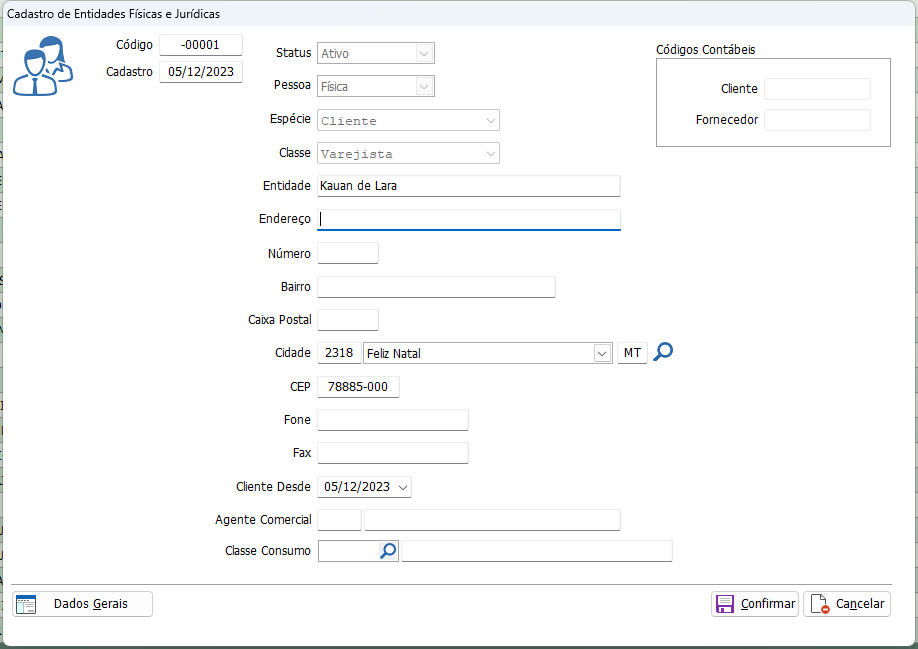 Cadastro de Entidades Físicas e Jurídicas
Código -00001
Cadastro 05/12/2023
Status Ativo
Pessoa Física
Espécie Cliente
Classe Varejista
Entidade Kauan de Lara
Endereço
Número
Bairro
Caixa Postal
Cidade 2318 Feliz Natal MT
CEP 78885-000
Fone
Fax
Cliente Desde 05/12/2023
Agente Comercial
Classe Consumo
Códigos Contábeis
Cliente
Fornecedor
Dados Gerais
Confirmar
Cancelar